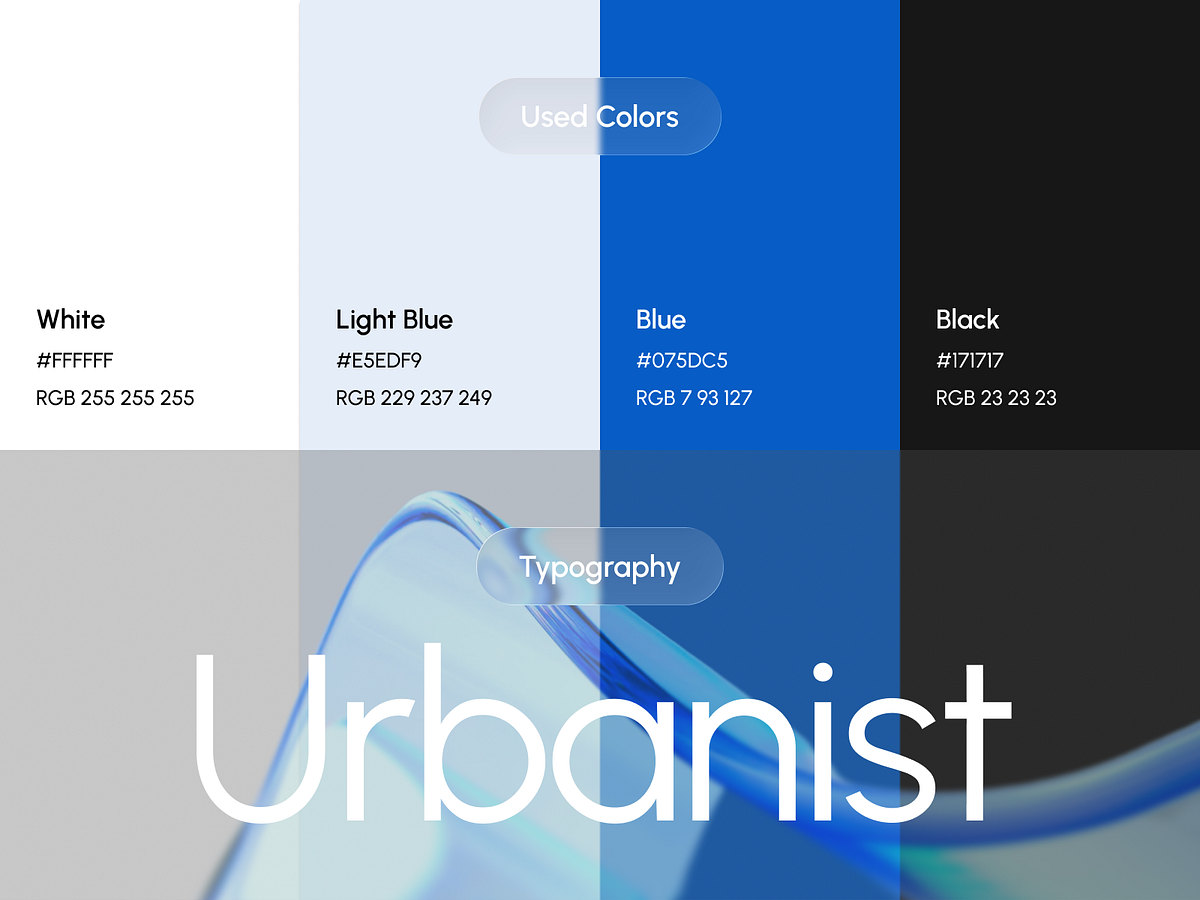 Used Colors
White
#FFFFFF
RGB 255 255 255
Light Blue
#E5EDF9
RGB 229 237 249
Blue
#075DC5
RGB 7 93 127
Black
#171717
RGB 23 23 23
Typography
Urbanist